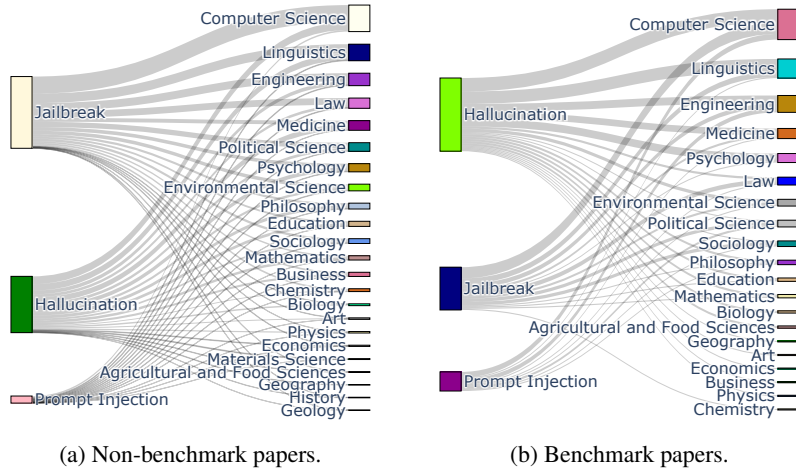 Computer Science
Linguistics
Engineering
Law
Medicine
Political Science
Psychology
Environmental Science
Philosophy
Education
Sociology
Mathematics
Business
Chemistry
Biology
Art
Physics
Economics
Materials Science
Agricultural and Food Sciences
Geography
History
Geology
Jailbreak
Hallucination
Prompt Injection
(a) Non-benchmark papers.
Computer Science
Linguistics
Engineering
Medicine
Psychology
Law
Environmental Science
Political Science
Sociology
Philosophy
Education
Mathematics
Biology
Agricultural and Food Sciences
Geography
Art
Economics
Business
Physics
Chemistry
Hallucination
Jailbreak
Prompt Injection
(b) Benchmark papers.